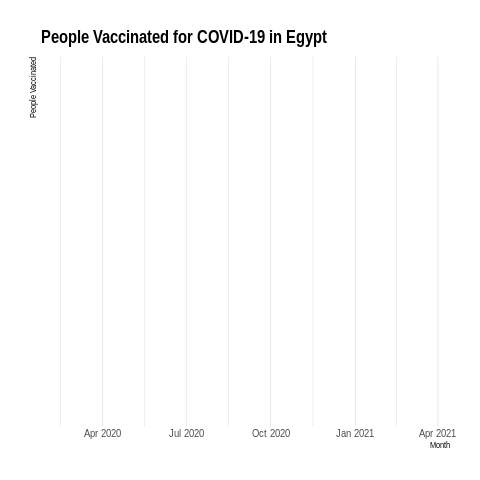 People Vaccinated for COVID-19 in Egypt
People Vaccinated
Apr 2020 Jul 2020 Oct 2020 Jan 2021 Apr 2021
Month